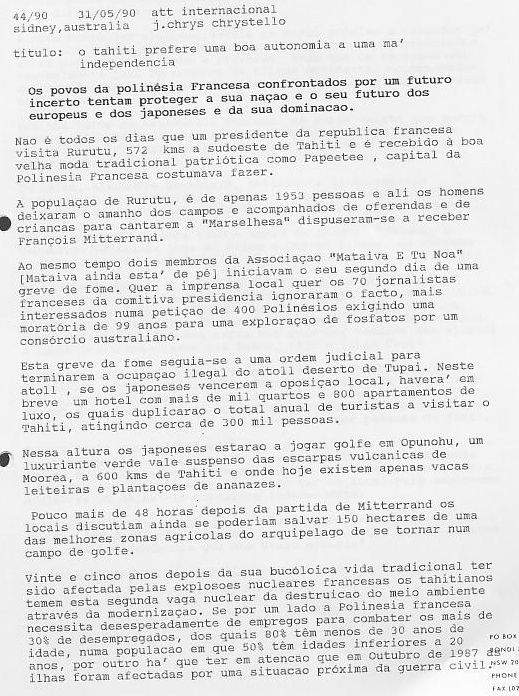 44/90    31/05/90  att internacional
sidney,australia   j.chrys chrystello
titulo:  o tahiti prefere uma boa autonomia a uma ma'
independencia
Os povos da polinésia Francesa confrontados por um futuro
incerto tentam proteger a sua naçao e o seu futuro dos
europeus e dos japoneses e da sua dominacao.
Nao é todos os dias que um presidente da republica francesa
visita Rurutu, 572  kms a sudoeste de Tahiti e é recebido à boa
velha moda tradicional patriótica como Papeetee , capital da
Polinesia Francesa costumava fazer.
A populaçao de Rurutu, é de apenas 1953 pessoas e ali os homens
deixaram o amanho dos campos e acompanhados de oferendas e de
criancas para cantarem a "Marselhesa" dispuseram-se a receber
François Mitterrand.
Ao mesmo tempo dois membros da Associaçao "Mataiva E Tu Noa"
[Mataiva ainda esta' de pé] iniciavam o seu segundo dia de uma
greve de fome. Quer a imprensa local quer os 70 jornalistas
franceses da comitiva presidencia ignoraram o facto, mais
interessados numa petiçao de 400 Polinésios exigindo uma
moratória de 99 anos para uma exploraçao de fosfatos por um
consórcio australiano.
Esta greve da fome seguia-se a uma ordem judicial para
terminarem a ocupaçao ilegal do atoll deserto de Tupai. Neste
atoll , se os japoneses vencerem a oposiçao local, havera' em
breve  um hotel com mais de mil quartos e 800 apartamentos de
luxo, os quais duplicarao o total anual de turistas a visitar o
Tahiti, atingindo cerca de 300 mil pessoas.
Nessa altura os japoneses estarao a jogar golfe em Opunohu, um
luxuriante verde vale suspenso das escarpas vulcanicas de
Moorea, a 600 kms de Tahiti e onde hoje existem apenas vacas
leiteiras e plantaçoes de ananazes.
Pouco mais de 48 horas depois da partida de Mitterrand os
locais discutiam ainda se poderiam salvar 150 hectares de uma
das melhores zonas agricolas do arquipelago de se tornar num
campo de golfe.
Vinte e cinco anos depois da sua bucóloica vida tradicional ter
sido afectada pelas explosoes nucleares francesas os tahitianos
temem esta segunda vaga nuclear da destruicao do meio ambiente
através da modernizaçao. Se por um lado a Polinesia francesa
necessita desesperadamente de empregos para combater os mais de
30% de desempregados, dos quais 80% têm menos de 30 anos de
idade, numa populacao em que 50% têm idades inferiores a 20
anos, por outro ha' que ter em atencao que em Outubro de 1987 as
ilhas foram afectadas por uma situacao próxima da guerra civil.
PO BOX
BONDI
NSW 20
PHONE
FAX (02